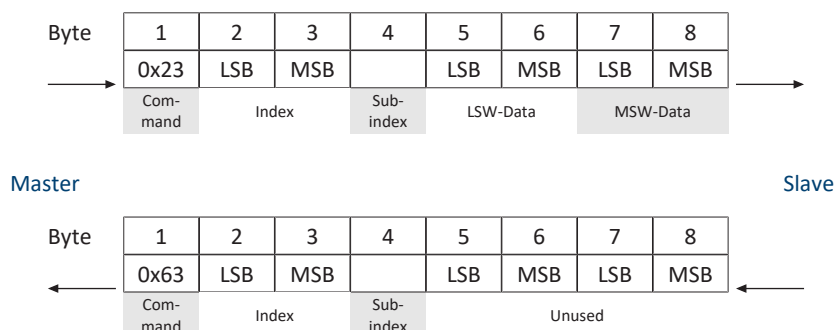 Byte 1 2 3 4 5 6 7 8
0x23 LSB MSB LSB MSB LSB MSB
Com-
mand Index Sub-
index LSW-Data MSW-Data
Master Slave
Byte 1 2 3 4 5 6 7 8
0x63 LSB MSB LSB MSB LSB MSB
Com-
mand Index Sub-
index Unused